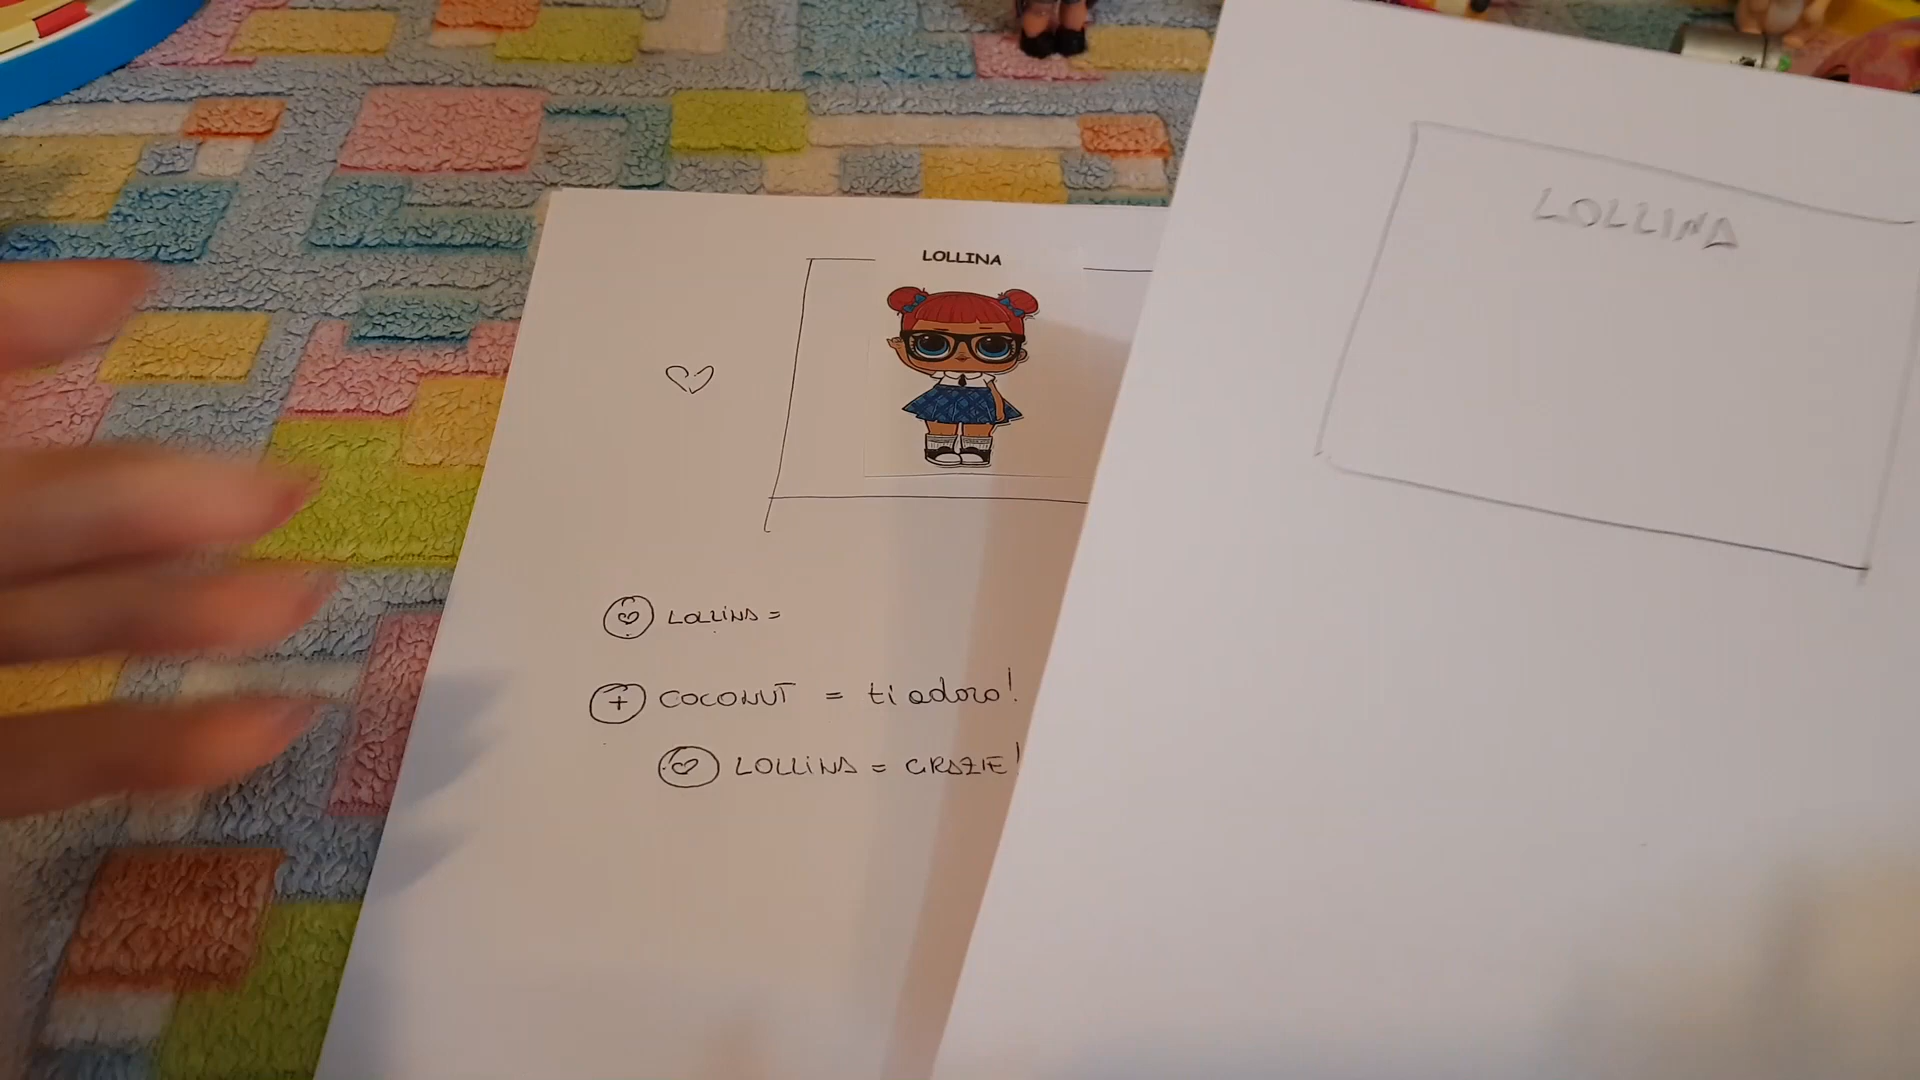 LOLLINA
LOLLINA =
COCONUT = ti adoro!
LOLLINA = GRAZIE!
LOLLINA